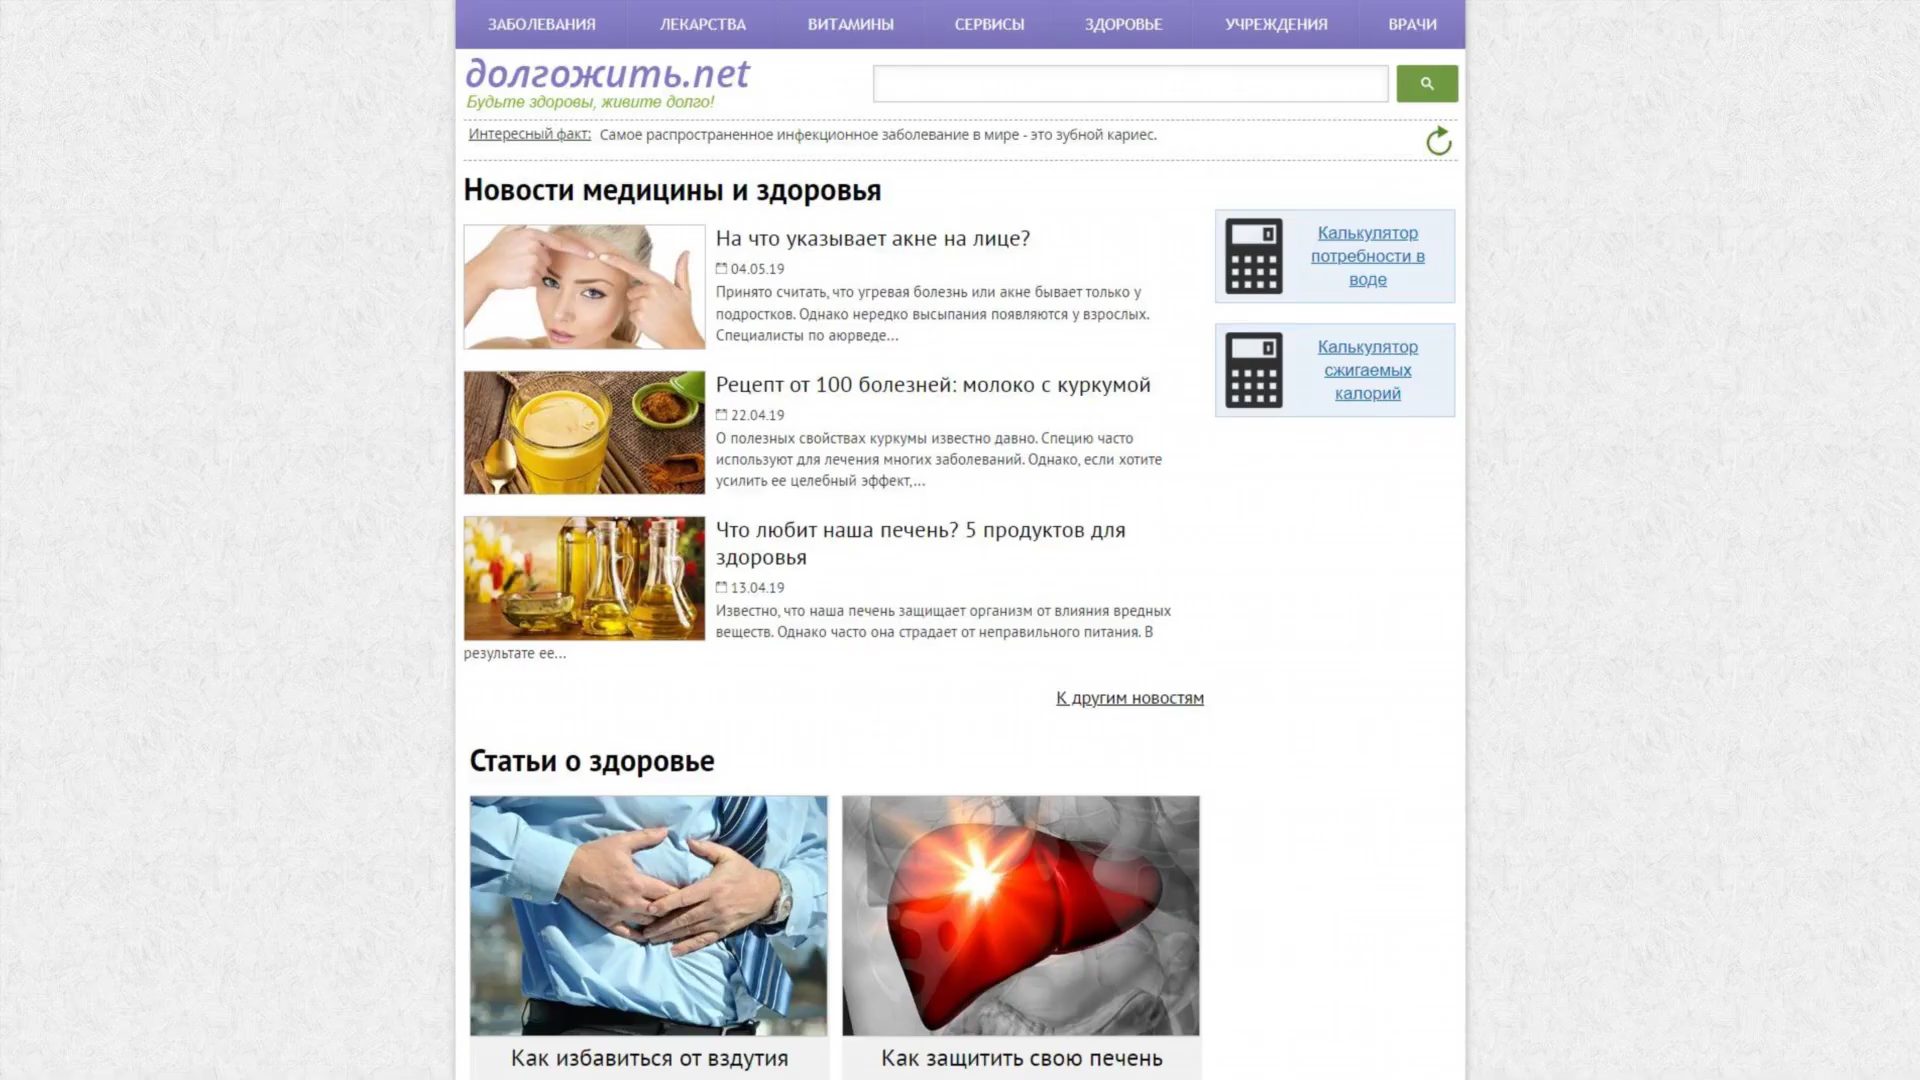 ЗАБОЛЕВАНИЯ ЛЕКАРСТВА ВИТАМИНЫ СЕРВИСЫ ЗДОРОВЬЕ УЧРЕЖДЕНИЯ ВРАЧИ
долгожить.net
Будьте здоровы, живите долго!
Интересный факт: Самое распространенное инфекционное заболевание в мире - это зубной кариес.
Новости медицины и здоровья
На что указывает акне на лице?
04.05.19
Принято считать, что угревая болезнь или акне бывает только у
подростков. Однако нередко высыпания появляются у взрослых.
Специалисты по аюрведе...
Рецепт от 100 болезней: молоко с куркумой
22.04.19
О полезных свойствах куркумы известно давно. Специю часто
используют для лечения многих заболеваний. Однако, если хотите
усилить ее целебный эффект,...
Что любит наша печень? 5 продуктов для
здоровья
13.04.19
Известно, что наша печень защищает организм от влияния вредных
веществ. Однако часто она страдает от неправильного питания. В
результате ее...
К другим новостям
Калькулятор
потребности в
воде
Калькулятор
сжигаемых
калорий
Статьи о здоровье
Как избавиться от вздутия
Как защитить свою печень